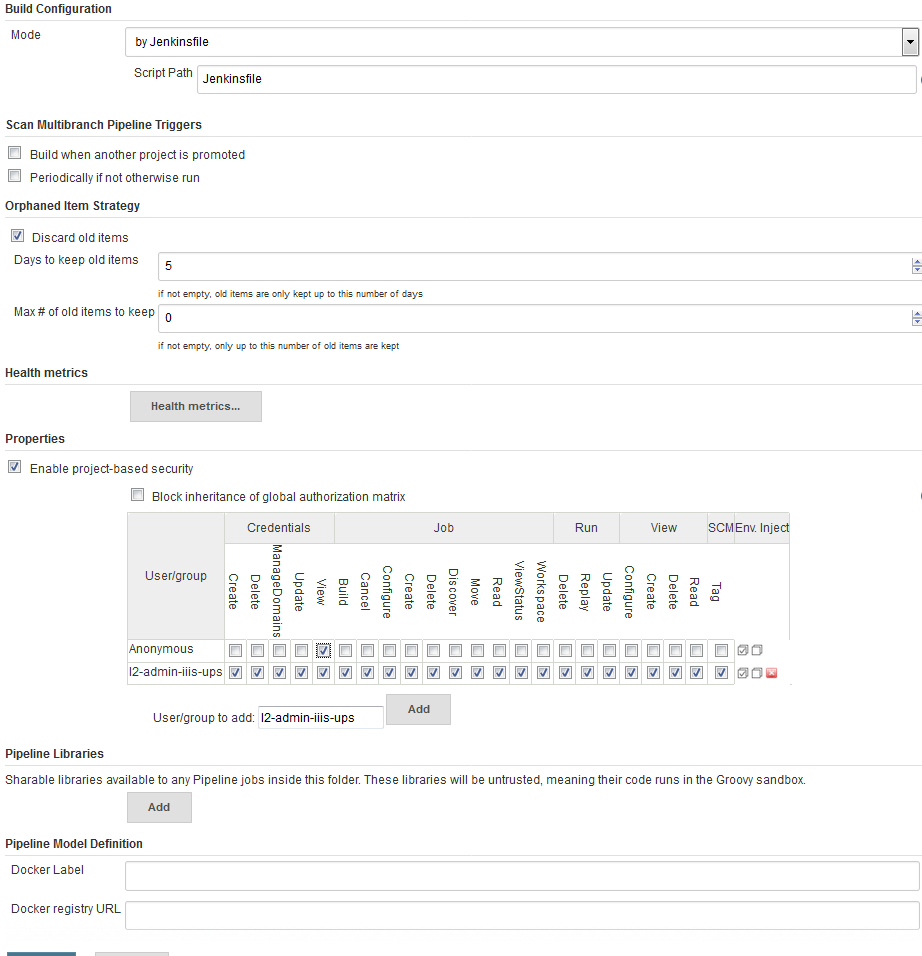 Build Configuration
Mode
by Jenkinsfile
Script Path
Jenkinsfile
Scan Multibranch Pipeline Triggers
Build when another project is promoted
Periodically if not otherwise run
Orphaned Item Strategy
Discard old items
Days to keep old items
5
if not empty, old items are only kept up to this number of days
Max # of old items to keep
0
if not empty, only up to this number of old items are kept
Health metrics
Health metrics...
Properties
Enable project-based security
Block inheritance of global authorization matrix
User/group
Credentials
Job
Run
View
SCM
Env. Inject
Create
Delete
ManageDomains
Update
View
Build
Cancel
Configure
Create
Delete
Discover
Move
Read
ViewStatus
Workspace
Delete
Replay
Update
Configure
Create
Delete
Read
Tag
Anonymous
l2-admin-iiis-ups
User/group to add:
l2-admin-iiis-ups
Add
Pipeline Libraries
Sharable libraries available to any Pipeline jobs inside this folder. These libraries will be untrusted, meaning their code runs in the Groovy sandbox.
Add
Pipeline Model Definition
Docker Label
Docker registry URL